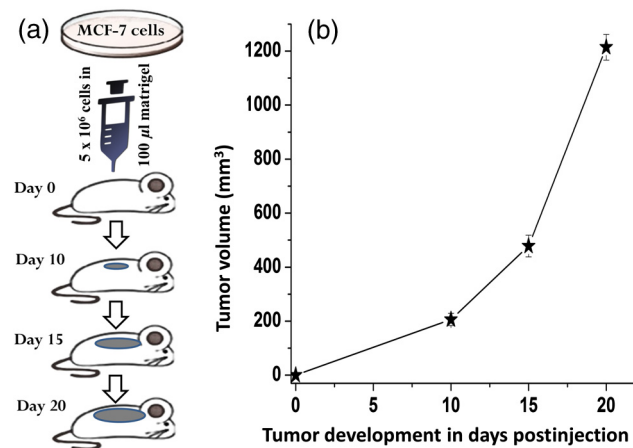 (a)
MCF-7 cells
5 x 10⁶ cells in
100 µl matrigel
Day 0
Day 10
Day 15
Day 20
(b)
Tumor volume (mm³)
1200
1000
800
600
400
200
0
0 5 10 15 20
Tumor development in days postinjection